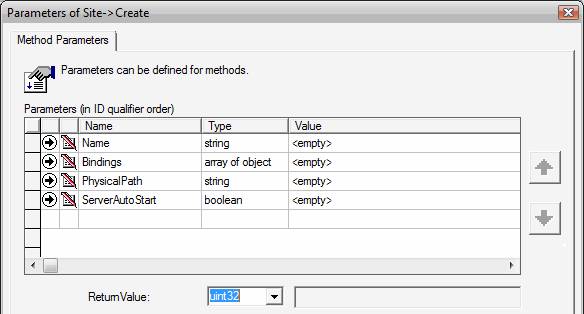 Parameters of Site->Create
Method Parameters
Parameters can be defined for methods.
Parameters (in ID qualifier order)
Name Type Value
Name string <empty>
Bindings array of object <empty>
PhysicalPath string <empty>
ServerAutoStart boolean <empty>
ReturnValue: uint32